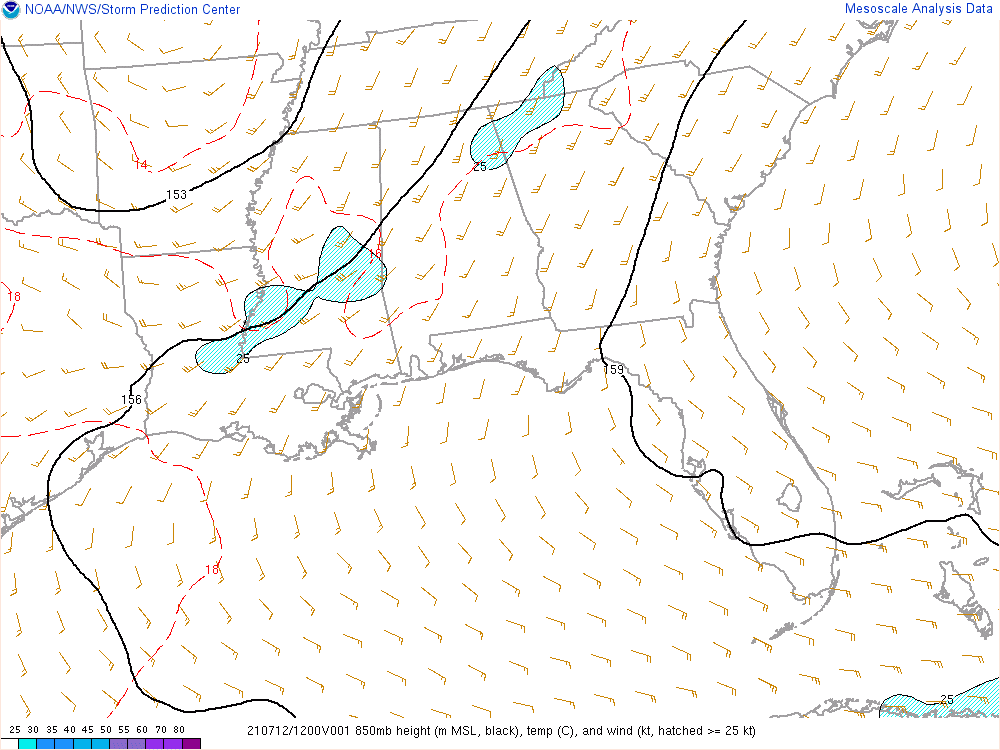 NOAA/NWS/Storm Prediction Center
Mesoscale Analysis Data
14
153
25
16
18
25
159
156
18
25
25 30 35 40 45 50 55 60 70 80
210712/1200V001 850mb height (m MSL, black), temp (C), and wind (kt, hatched >= 25 kt)